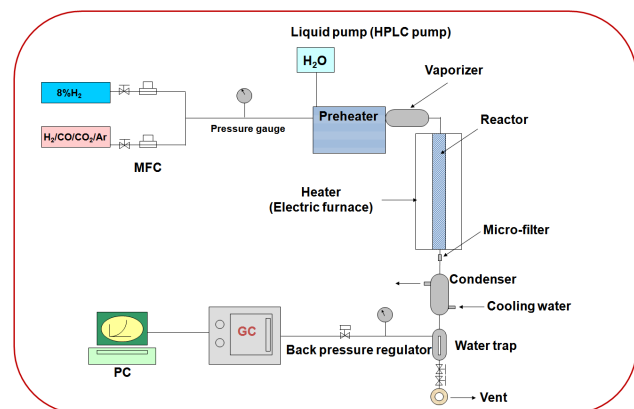 Liquid pump (HPLC pump)
H₂O
Vaporizer
8%H₂
Preheater
Reactor
Pressure gauge
H₂/CO/CO₂/Ar
MFC
Heater
(Electric furnace)
Micro-filter
Condenser
Cooling water
GC
Back pressure regulator
Water trap
PC
Vent